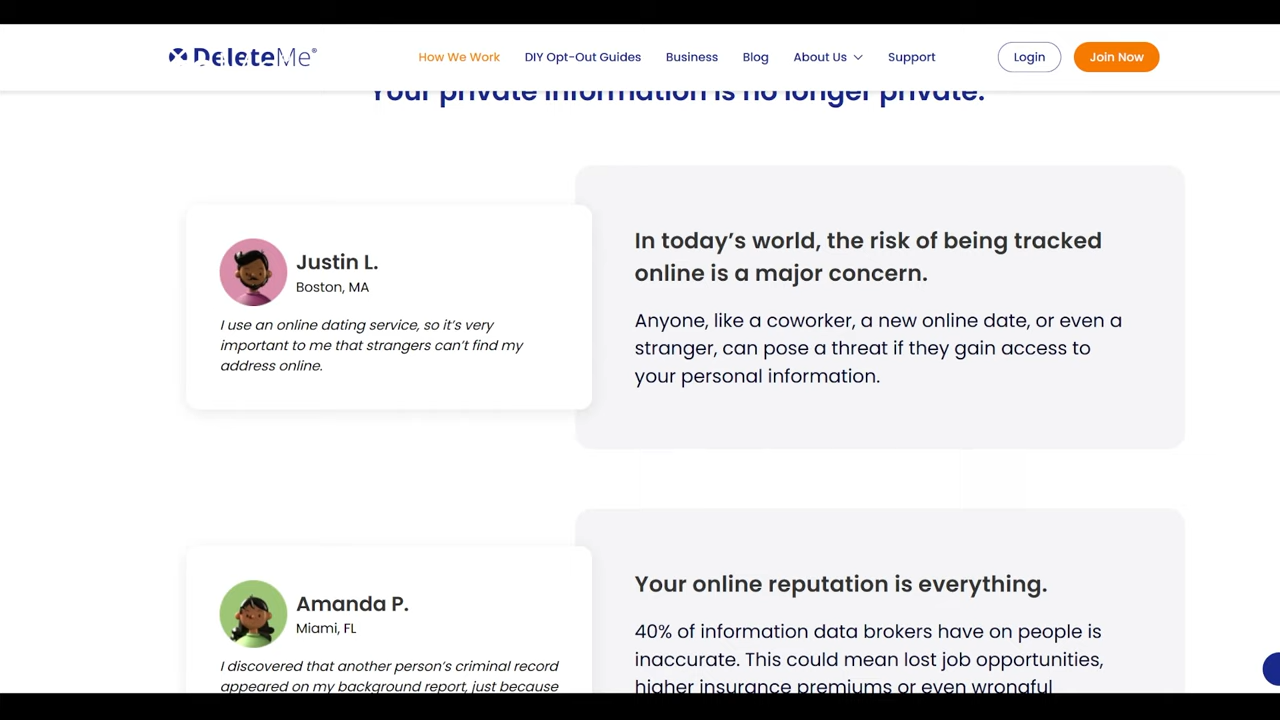 DeleteMe®
How We Work
DIY Opt-Out Guides
Business
Blog
About Us
Support
Login
Join Now
Your private information is no longer private.
Justin L.
Boston, MA
I use an online dating service, so it's very
important to me that strangers can't find my
address online.
In today's world, the risk of being tracked
online is a major concern.
Anyone, like a coworker, a new online date, or even a
stranger, can pose a threat if they gain access to
your personal information.
Amanda P.
Miami, FL
I discovered that another person's criminal record
appeared on my background report, just because
Your online reputation is everything.
40% of information data brokers have on people is
inaccurate. This could mean lost job opportunities,
higher insurance premiums or even wrongful